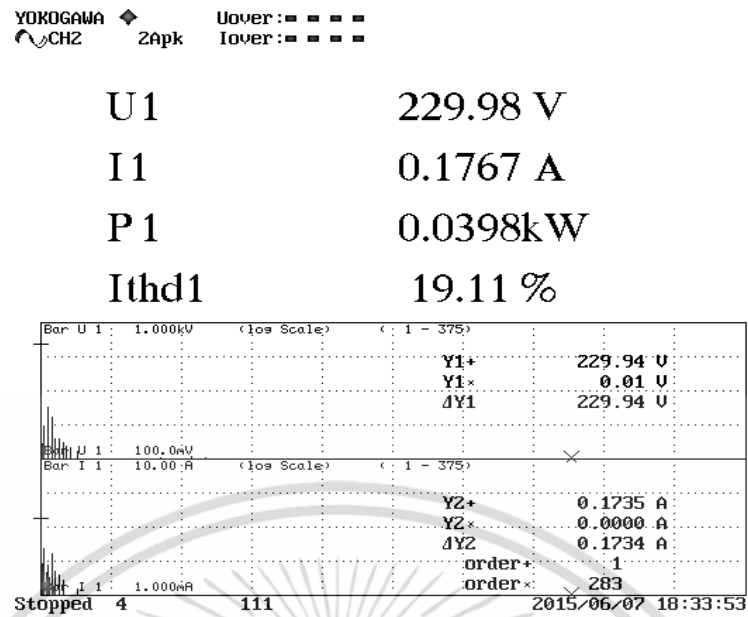 YOKOGAWA ◆ Uover:
CH2 2Apk Iover:
U1 229.98 V
I1 0.1767 A
P1 0.0398kW
Ithd1 19.11 %
Bar U 1 1.000kV (log Scale) ( 1 - 375)
Y1+ 229.94 V
Y1× 0.01 V
ΔY1 229.94 V
Bar U 1 100.0mV
Bar I 1 10.00 A (log Scale) ( 1 - 375)
Y2+ 0.1735 A
Y2× 0.0000 A
ΔY2 0.1734 A
order+ 1
order× 283
Bar I 1 1.000mA
Stopped 4 111 2015/06/07 18:33:53